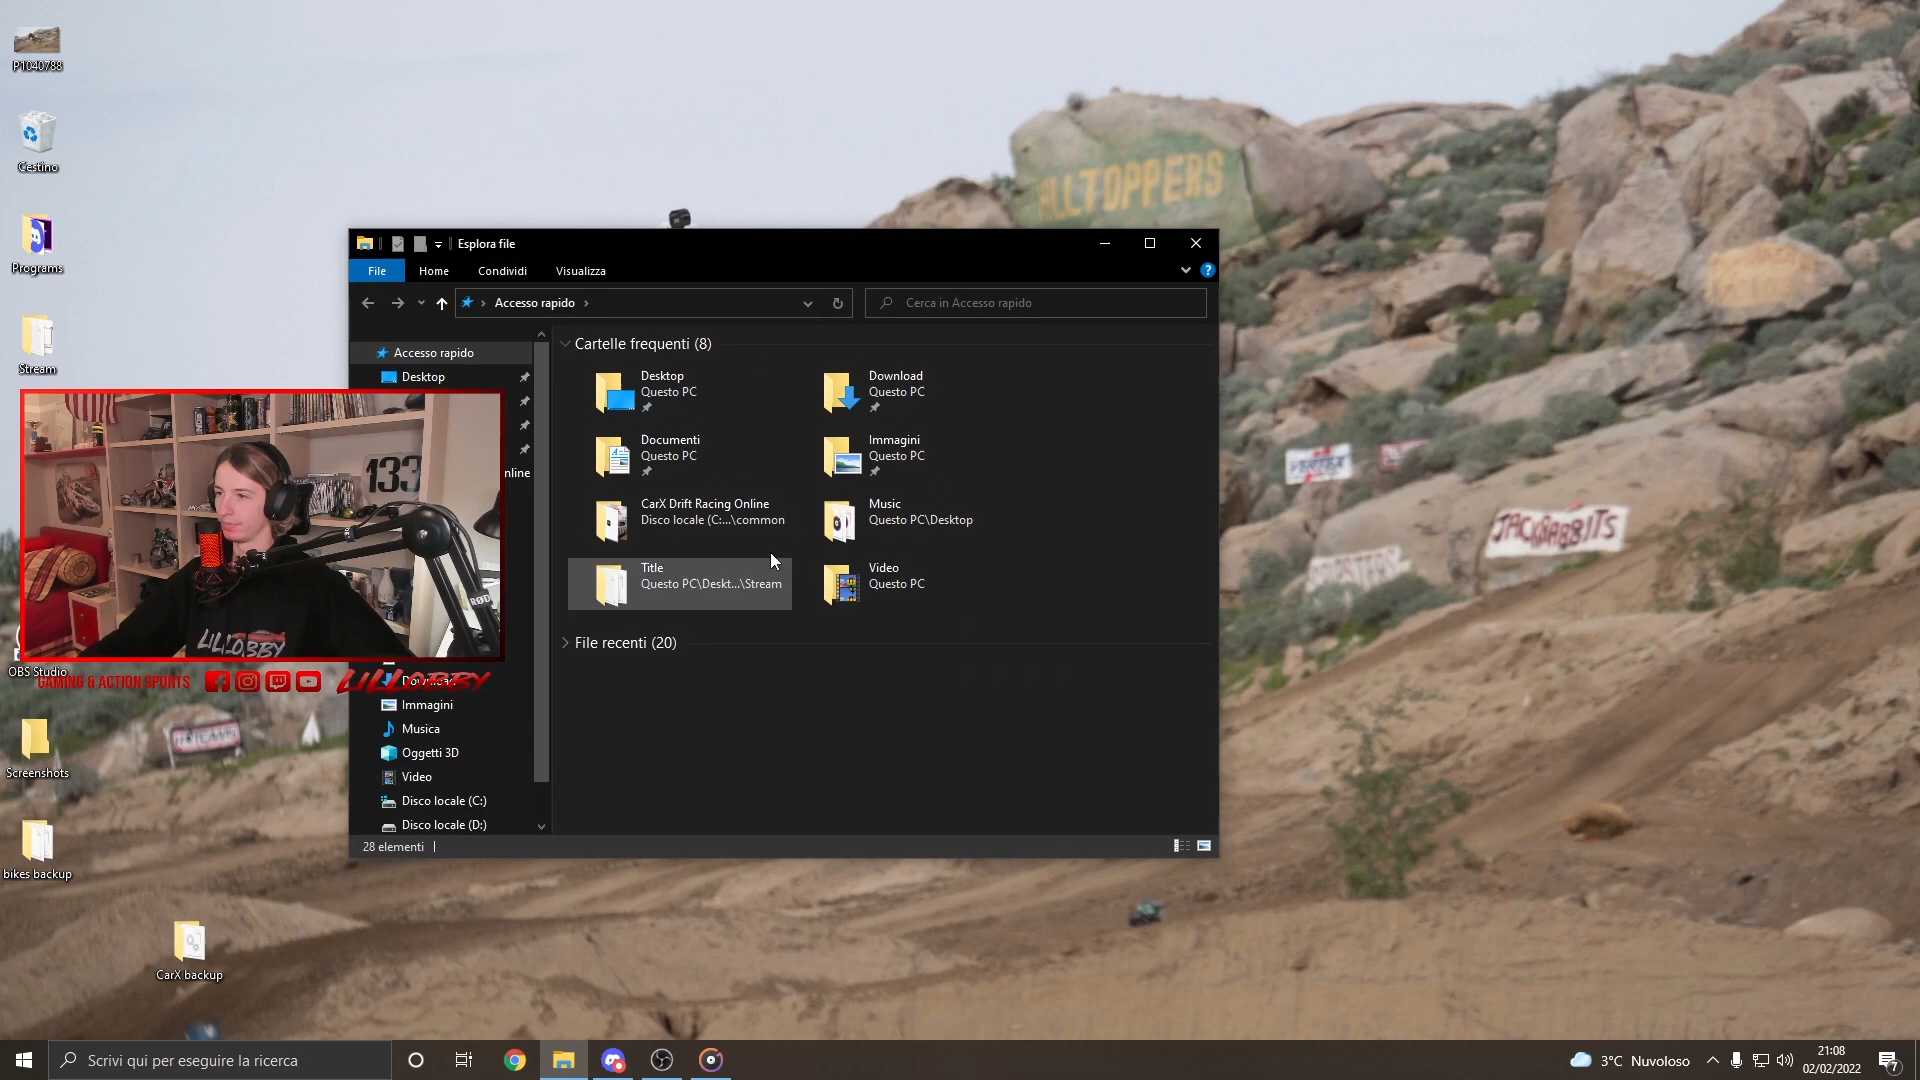 P1040788
Cestino
Programs
Stream
OBS Studio
Screenshots
bikes backup
CarX backup
HILLTOPPERS
JACKRABBITS
Esplora file
File
Home
Condividi
Visualizza
Accesso rapido
Cerca in Accesso rapido
Accesso rapido
Desktop
nline
Download
Immagini
Musica
Oggetti 3D
Video
Disco locale (C:)
Disco locale (D:)
Cartelle frequenti (8)
Desktop
Questo PC
Download
Questo PC
Documenti
Questo PC
Immagini
Questo PC
CarX Drift Racing Online
Disco locale (C:...\common
Music
Questo PC\Desktop
Title
Questo PC\Deskt...\Stream
Video
Questo PC
File recenti (20)
28 elementi
133
RØDE
LiLLOBBY
GAMING & ACTION SPORTS
LiLLOBBY
Scrivi qui per eseguire la ricerca
3°C Nuvoloso
21:08
02/02/2022
7